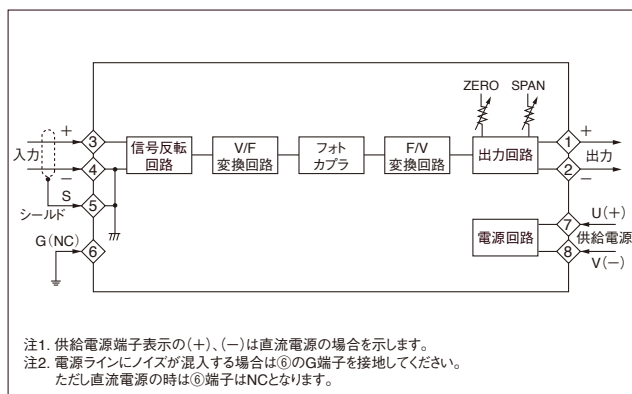 ZERO SPAN
入力
+
3
信号反転
回路
V/F
変換回路
フォト
カプラ
F/V
変換回路
出力回路
1
+
出力
−
4
2
−
S
5
シールド
G(NC)
6
電源回路
7
U(+)
供給電源
8
V(−)
注1. 供給電源端子表示の(+)、(−)は直流電源の場合を示します。
注2. 電源ラインにノイズが混入する場合は⑥のG端子を接地してください。
ただし直流電源の時は⑥端子はNCとなります。